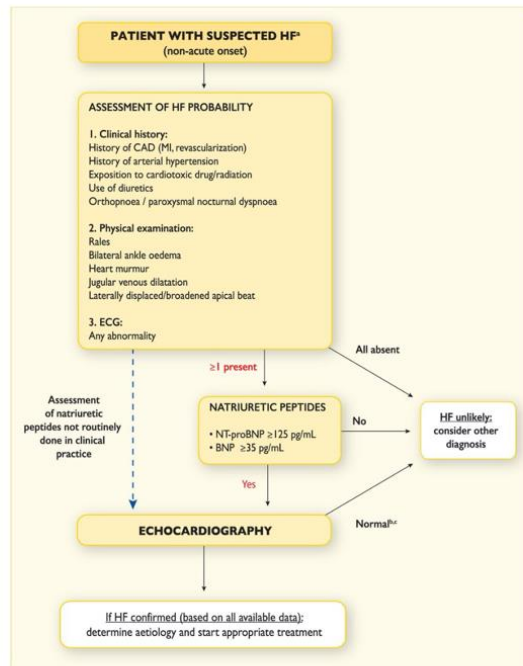 PATIENT WITH SUSPECTED HFᵃ
(non-acute onset)
ASSESSMENT OF HF PROBABILITY
1. Clinical history:
History of CAD (MI, revascularization)
History of arterial hypertension
Exposition to cardiotoxic drug/radiation
Use of diuretics
Orthopnoea / paroxysmal nocturnal dyspnoea
2. Physical examination:
Rales
Bilateral ankle oedema
Heart murmur
Jugular venous dilatation
Laterally displaced/broadened apical beat
3. ECG:
Any abnormality
≥1 present
All absent
Assessment
of natriuretic
peptides not routinely
done in clinical
practice
NATRIURETIC PEPTIDES
• NT-proBNP ≥125 pg/mL
• BNP ≥35 pg/mL
No
HF unlikely:
consider other
diagnosis
Yes
Normalᵇ,ᶜ
ECHOCARDIOGRAPHY
If HF confirmed (based on all available data):
determine aetiology and start appropriate treatment